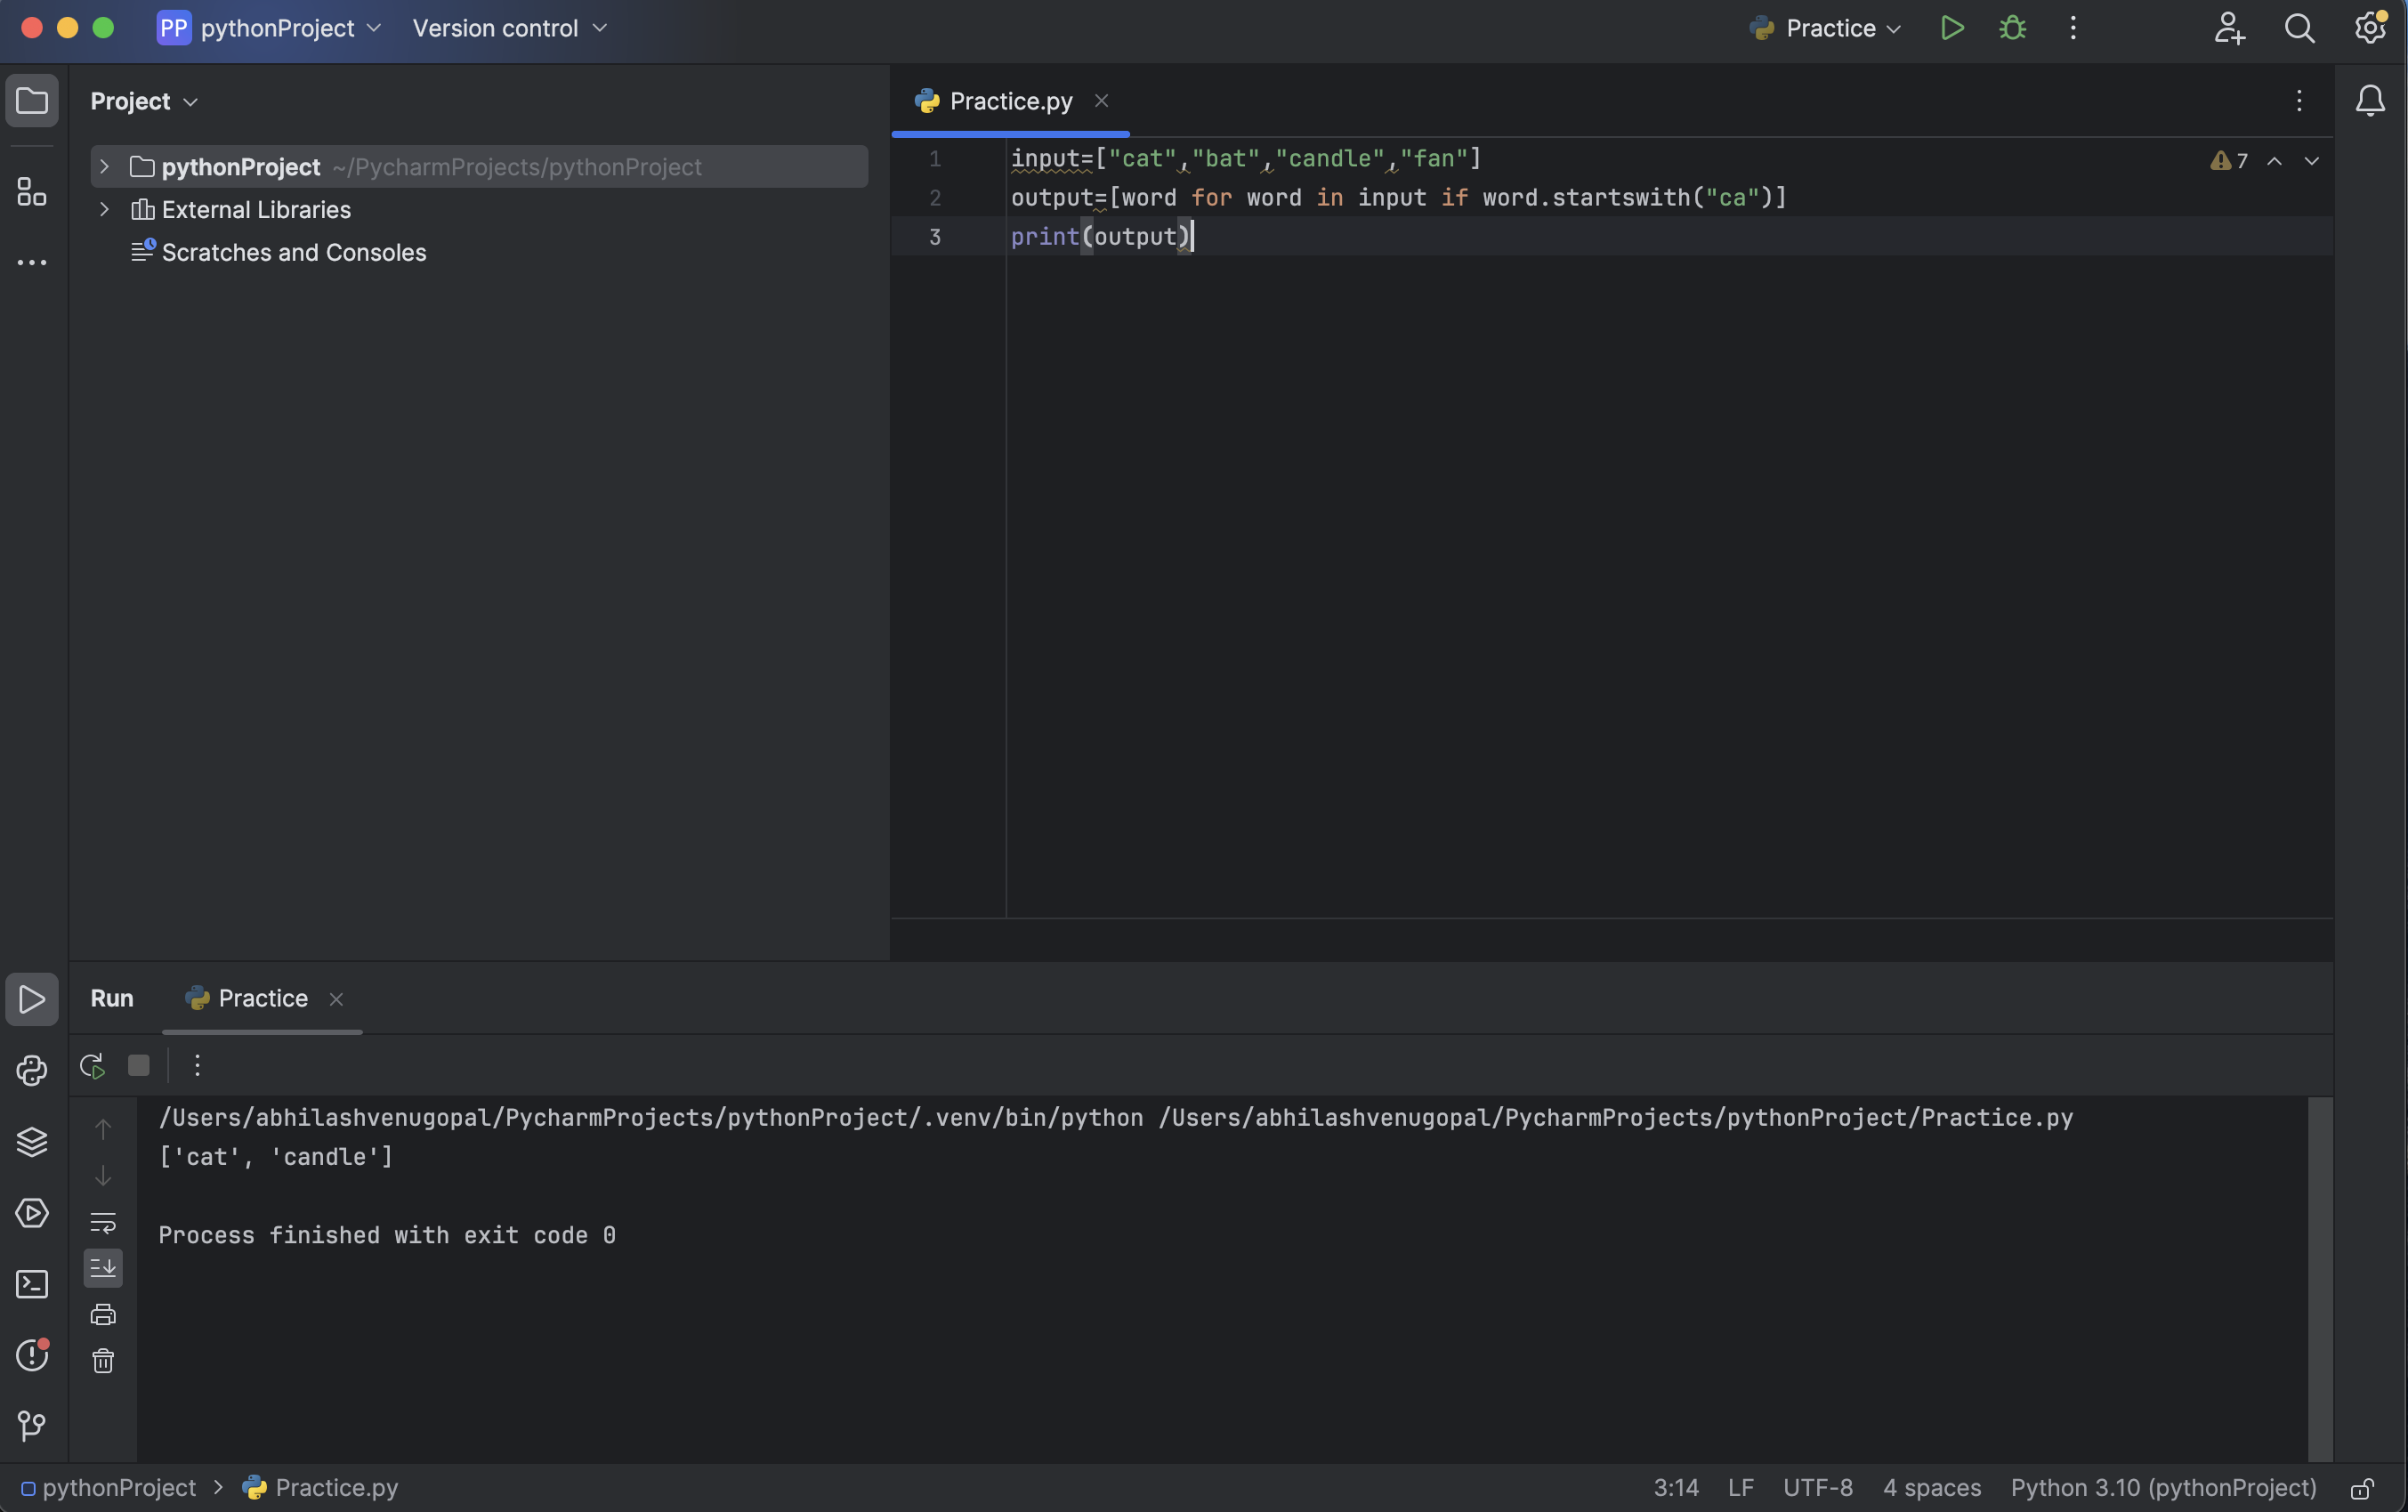 PP pythonProject Version control Practice
Project
Practice.py
pythonProject ~/PycharmProjects/pythonProject
External Libraries
Scratches and Consoles
1 input=["cat","bat","candle","fan"]
7
2 output=[word for word in input if word.startswith("ca")]
3 print(output)
Run Practice
/Users/abhilashvenugopal/PycharmProjects/pythonProject/.venv/bin/python /Users/abhilashvenugopal/PycharmProjects/pythonProject/Practice.py
['cat', 'candle']
Process finished with exit code 0
pythonProject > Practice.py
3:14 LF UTF-8 4 spaces Python 3.10 (pythonProject)